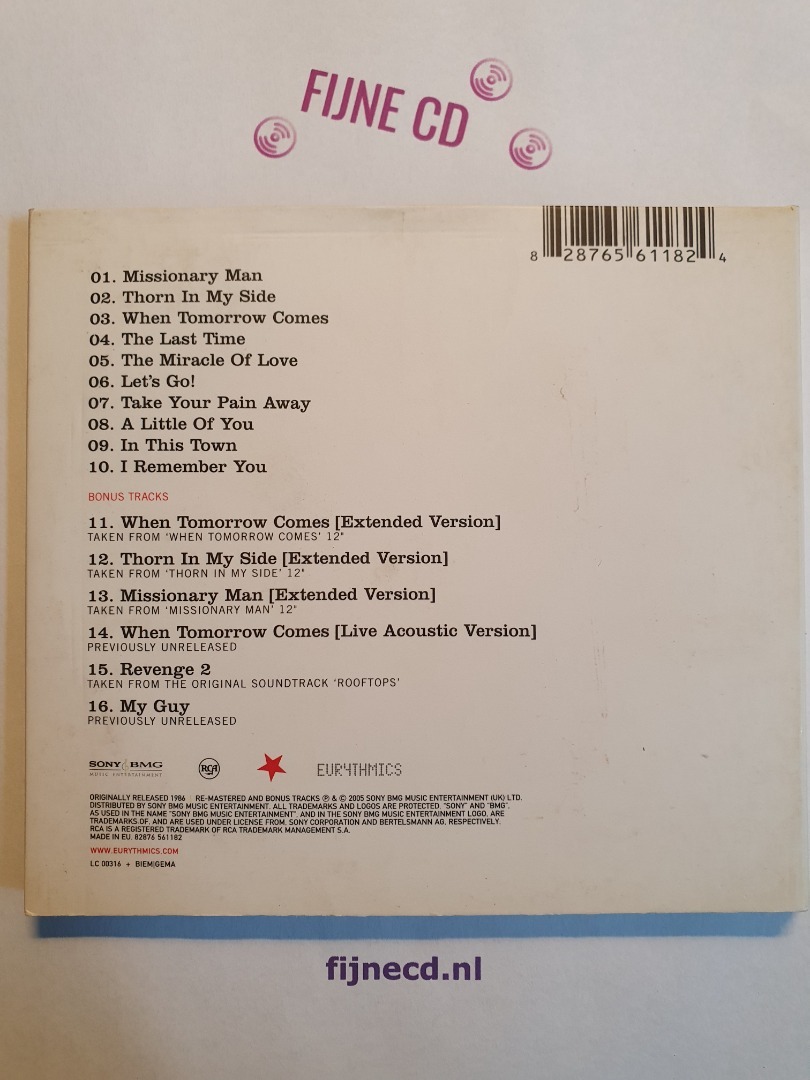 FIJNE CD
8 28765 61182 4
01. Missionary Man
02. Thorn In My Side
03. When Tomorrow Comes
04. The Last Time
05. The Miracle Of Love
06. Let's Go!
07. Take Your Pain Away
08. A Little Of You
09. In This Town
10. I Remember You
BONUS TRACKS
11. When Tomorrow Comes [Extended Version]
TAKEN FROM 'WHEN TOMORROW COMES' 12"
12. Thorn In My Side [Extended Version]
TAKEN FROM 'THORN IN MY SIDE' 12"
13. Missionary Man [Extended Version]
TAKEN FROM 'MISSIONARY MAN' 12"
14. When Tomorrow Comes [Live Acoustic Version]
PREVIOUSLY UNRELEASED
15. Revenge 2
TAKEN FROM THE ORIGINAL SOUNDTRACK 'ROOFTOPS'
16. My Guy
PREVIOUSLY UNRELEASED
SONY BMG
MUSIC ENTERTAINMENT
RCA
EURYTHMICS
ORIGINALLY RELEASED 1986 / RE-MASTERED AND BONUS TRACKS ℗ & © 2005 SONY BMG MUSIC ENTERTAINMENT (UK) LTD.
DISTRIBUTED BY SONY BMG MUSIC ENTERTAINMENT. ALL TRADEMARKS AND LOGOS ARE PROTECTED. "SONY" AND "BMG",
AS USED IN THE NAME "SONY BMG MUSIC ENTERTAINMENT", AND IN THE SONY BMG MUSIC ENTERTAINMENT LOGO, ARE
TRADEMARKS OF, AND ARE USED UNDER LICENSE FROM, SONY CORPORATION AND BERTELSMANN AG, RESPECTIVELY.
RCA IS A REGISTERED TRADEMARK OF RCA TRADEMARK MANAGEMENT S.A.
MADE IN EU. 82876 561182
WWW.EURYTHMICS.COM
LC 00316 + BIEM|GEMA
fijnecd.nl